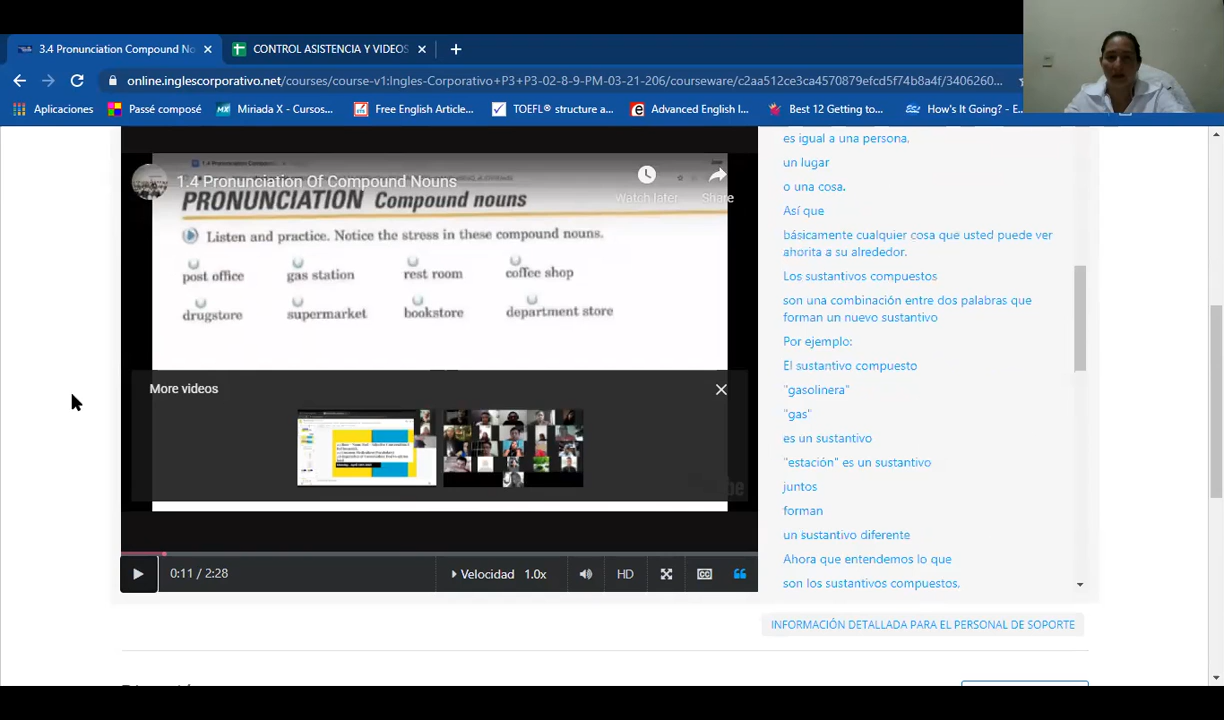 3.4 Pronunciation Compound No
CONTROL ASISTENCIA Y VIDEOS
online.inglescorporativo.net/courses/course-v1:Ingles-Corporativo+P3+P3-02-8-9-PM-03-21-206/courseware/c2aa512ce3ca4570879efcd5f74b8a4f/3406260...
Aplicaciones
Passé composé
Miriada X - Cursos...
Free English Article...
TOEFL® structure a...
Advanced English I...
Best 12 Getting to...
How's It Going? - E...
1.4 Pronunciation Of Compound Nouns
Watch later
Share
PRONUNCIATION Compound nouns
Listen and practice. Notice the stress in these compound nouns.
post office gas station rest room coffee shop
drugstore supermarket bookstore department store
More videos
0:11 / 2:28
Velocidad 1.0x
HD
es igual a una persona,
un lugar
o una cosa.
Así que
básicamente cualquier cosa que usted puede ver
ahorita a su alrededor.
Los sustantivos compuestos
son una combinación entre dos palabras que
forman un nuevo sustantivo
Por ejemplo:
El sustantivo compuesto
"gasolinera"
"gas"
es un sustantivo
"estación" es un sustantivo
juntos
forman
un sustantivo diferente
Ahora que entendemos lo que
son los sustantivos compuestos.
INFORMACIÓN DETALLADA PARA EL PERSONAL DE SOPORTE